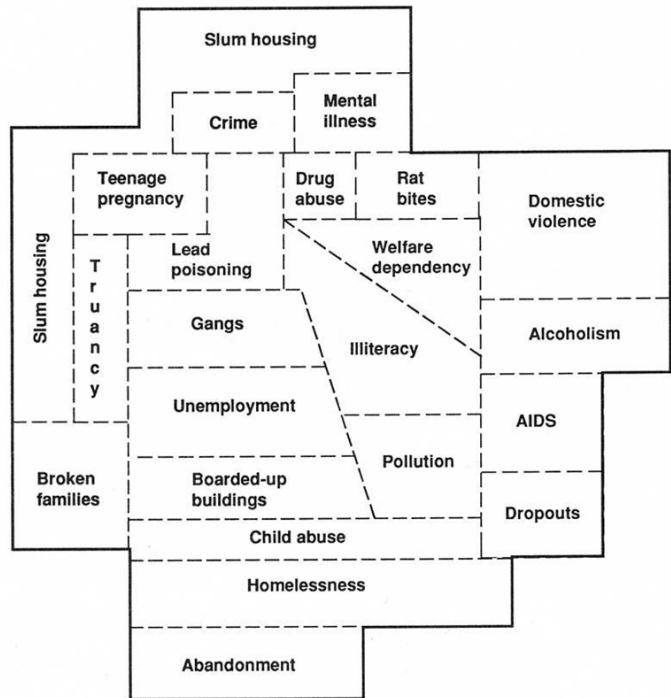 Slum housing
Mental
illness
Crime
Teenage
pregnancy
Drug
abuse
Rat
bites
Domestic
violence
Slum housing
Truancy
Lead
poisoning
Welfare
dependency
Gangs
Illiteracy
Alcoholism
Unemployment
AIDS
Broken
families
Boarded-up
buildings
Pollution
Dropouts
Child abuse
Homelessness
Abandonment